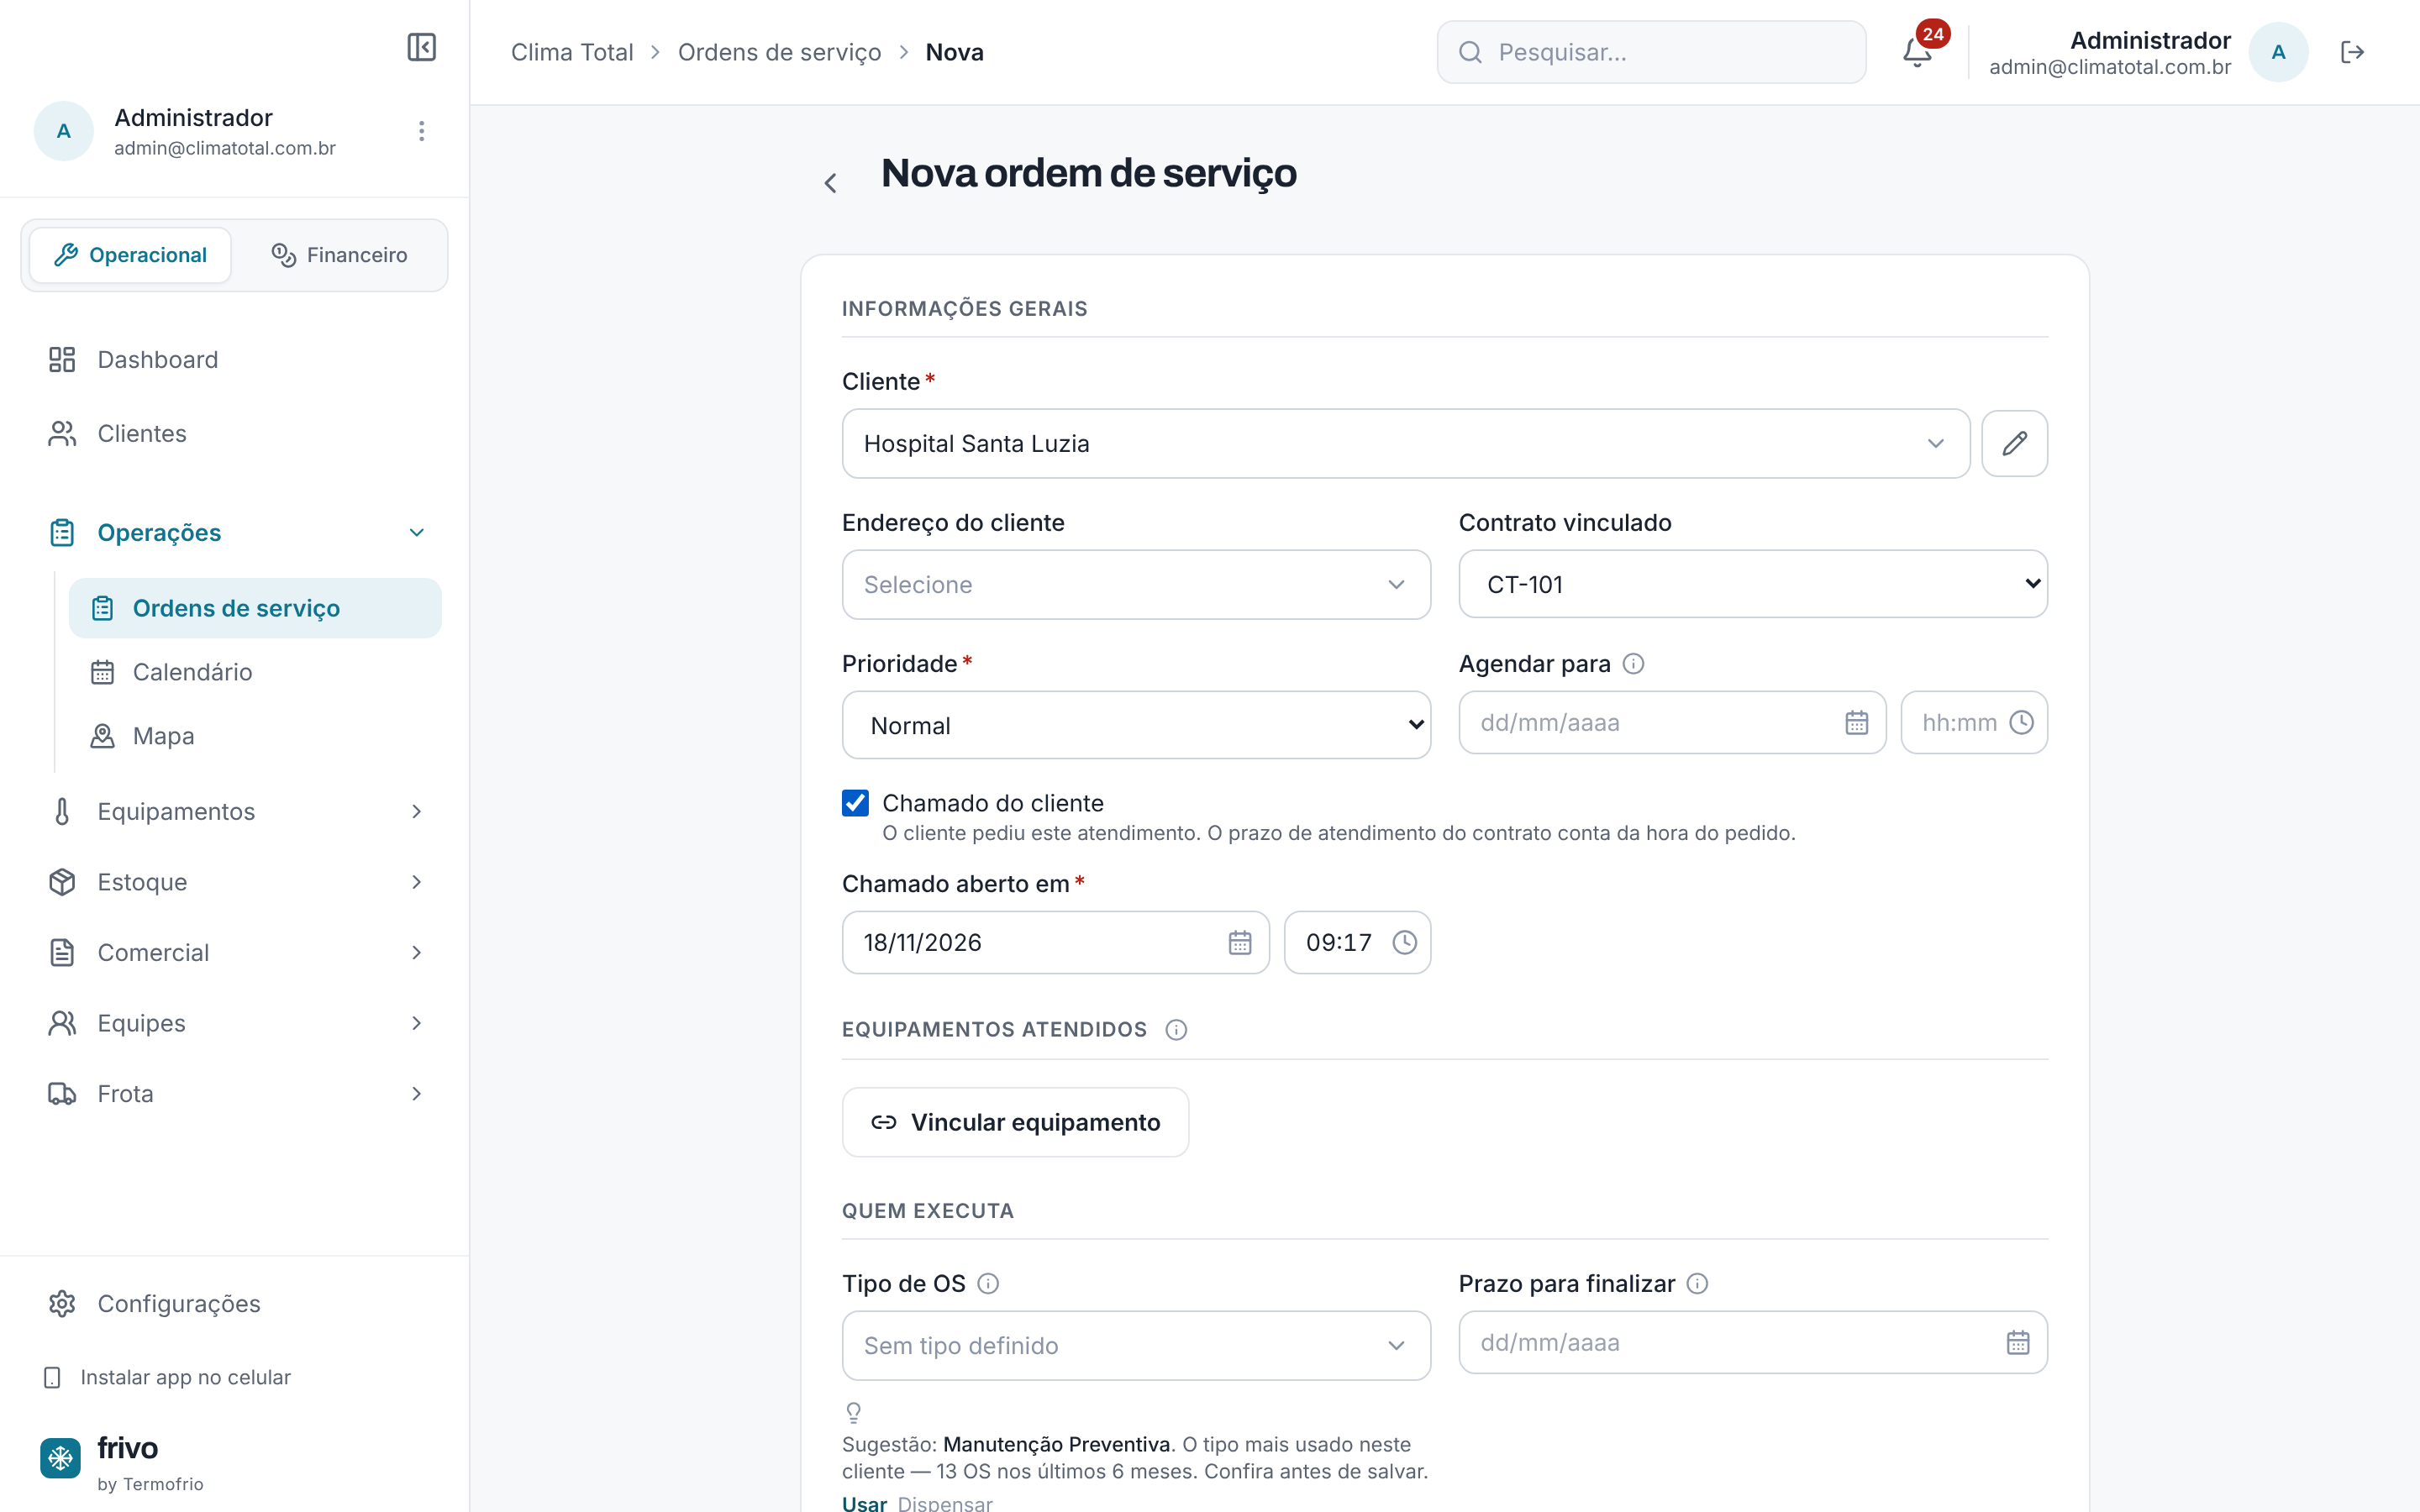 Administrador
admin@climatotal.com.br
A
Operacional
Financeiro
Dashboard
Clientes
Operações
Ordens de serviço
Calendário
Mapa
Equipamentos
Estoque
Comercial
Equipes
Frota
Configurações
Instalar app no celular
frivo
by Termofrio
Clima Total
Ordens de serviço
Nova
Pesquisar...
24
Administrador
admin@climatotal.com.br
A
Nova ordem de serviço
INFORMAÇÕES GERAIS
Cliente*
Hospital Santa Luzia
Endereço do cliente
Contrato vinculado
Selecione
CT-101
Prioridade*
Agendar para
Normal
dd/mm/aaaa
hh:mm
Chamado do cliente
O cliente pediu este atendimento. O prazo de atendimento do contrato conta da hora do pedido.
Chamado aberto em*
18/11/2026
09:17
EQUIPAMENTOS ATENDIDOS
Vincular equipamento
QUEM EXECUTA
Tipo de OS
Prazo para finalizar
Sem tipo definido
dd/mm/aaaa
Sugestão: Manutenção Preventiva. O tipo mais usado neste
cliente — 13 OS nos últimos 6 meses. Confira antes de salvar.
Usar Dispensar